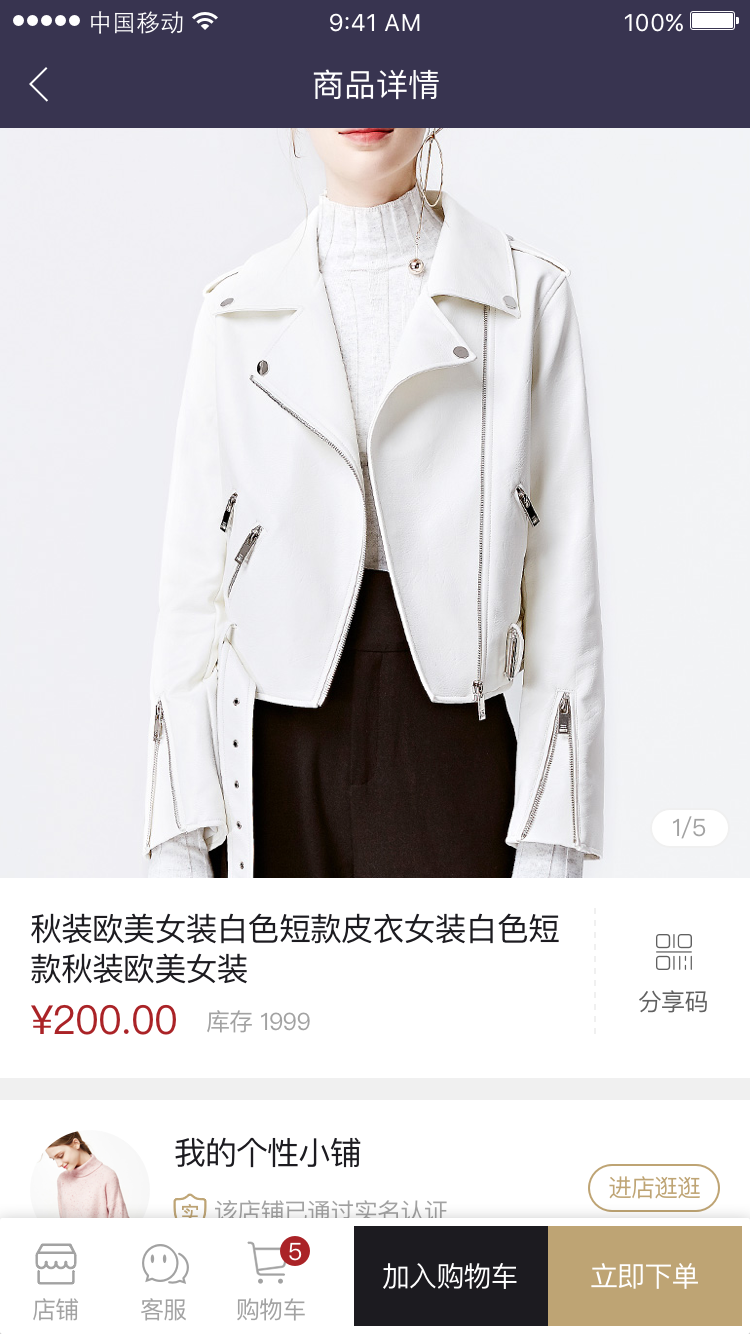 中国移动 9:41 AM 100%
商品详情
1/5
秋装欧美女装白色短款皮衣女装白色短
款秋装欧美女装
¥200.00 库存 1999
分享码
我的个性小铺
实 该店铺已通过实名认证
进店逛逛
店铺 客服 购物车 5
加入购物车 立即下单